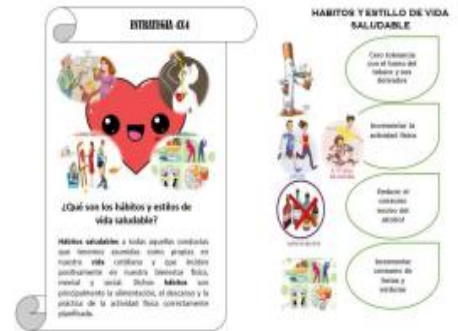 ESTRATEGIA 4X4
¿Qué son los hábitos y estilos de
vida saludable?
Hábitos saludables a todas aquellas conductas
que tenemos asumidas como propias en
nuestra vida cotidiana y que inciden
positivamente en nuestro bienestar físico,
mental y social. Dichos hábitos son
principalmente la alimentación, el descanso y la
práctica de la actividad física correctamente
planificada.
HABITOS Y ESTILLO DE VIDA
SALUDABLE
Cero tolerancia
con el humo del
tabaco y sus
derivados
Incrementar la
actividad física
Reducir el
consumo
nocivo del
alcohol
Incrementar
consumo de
frutas y
verduras